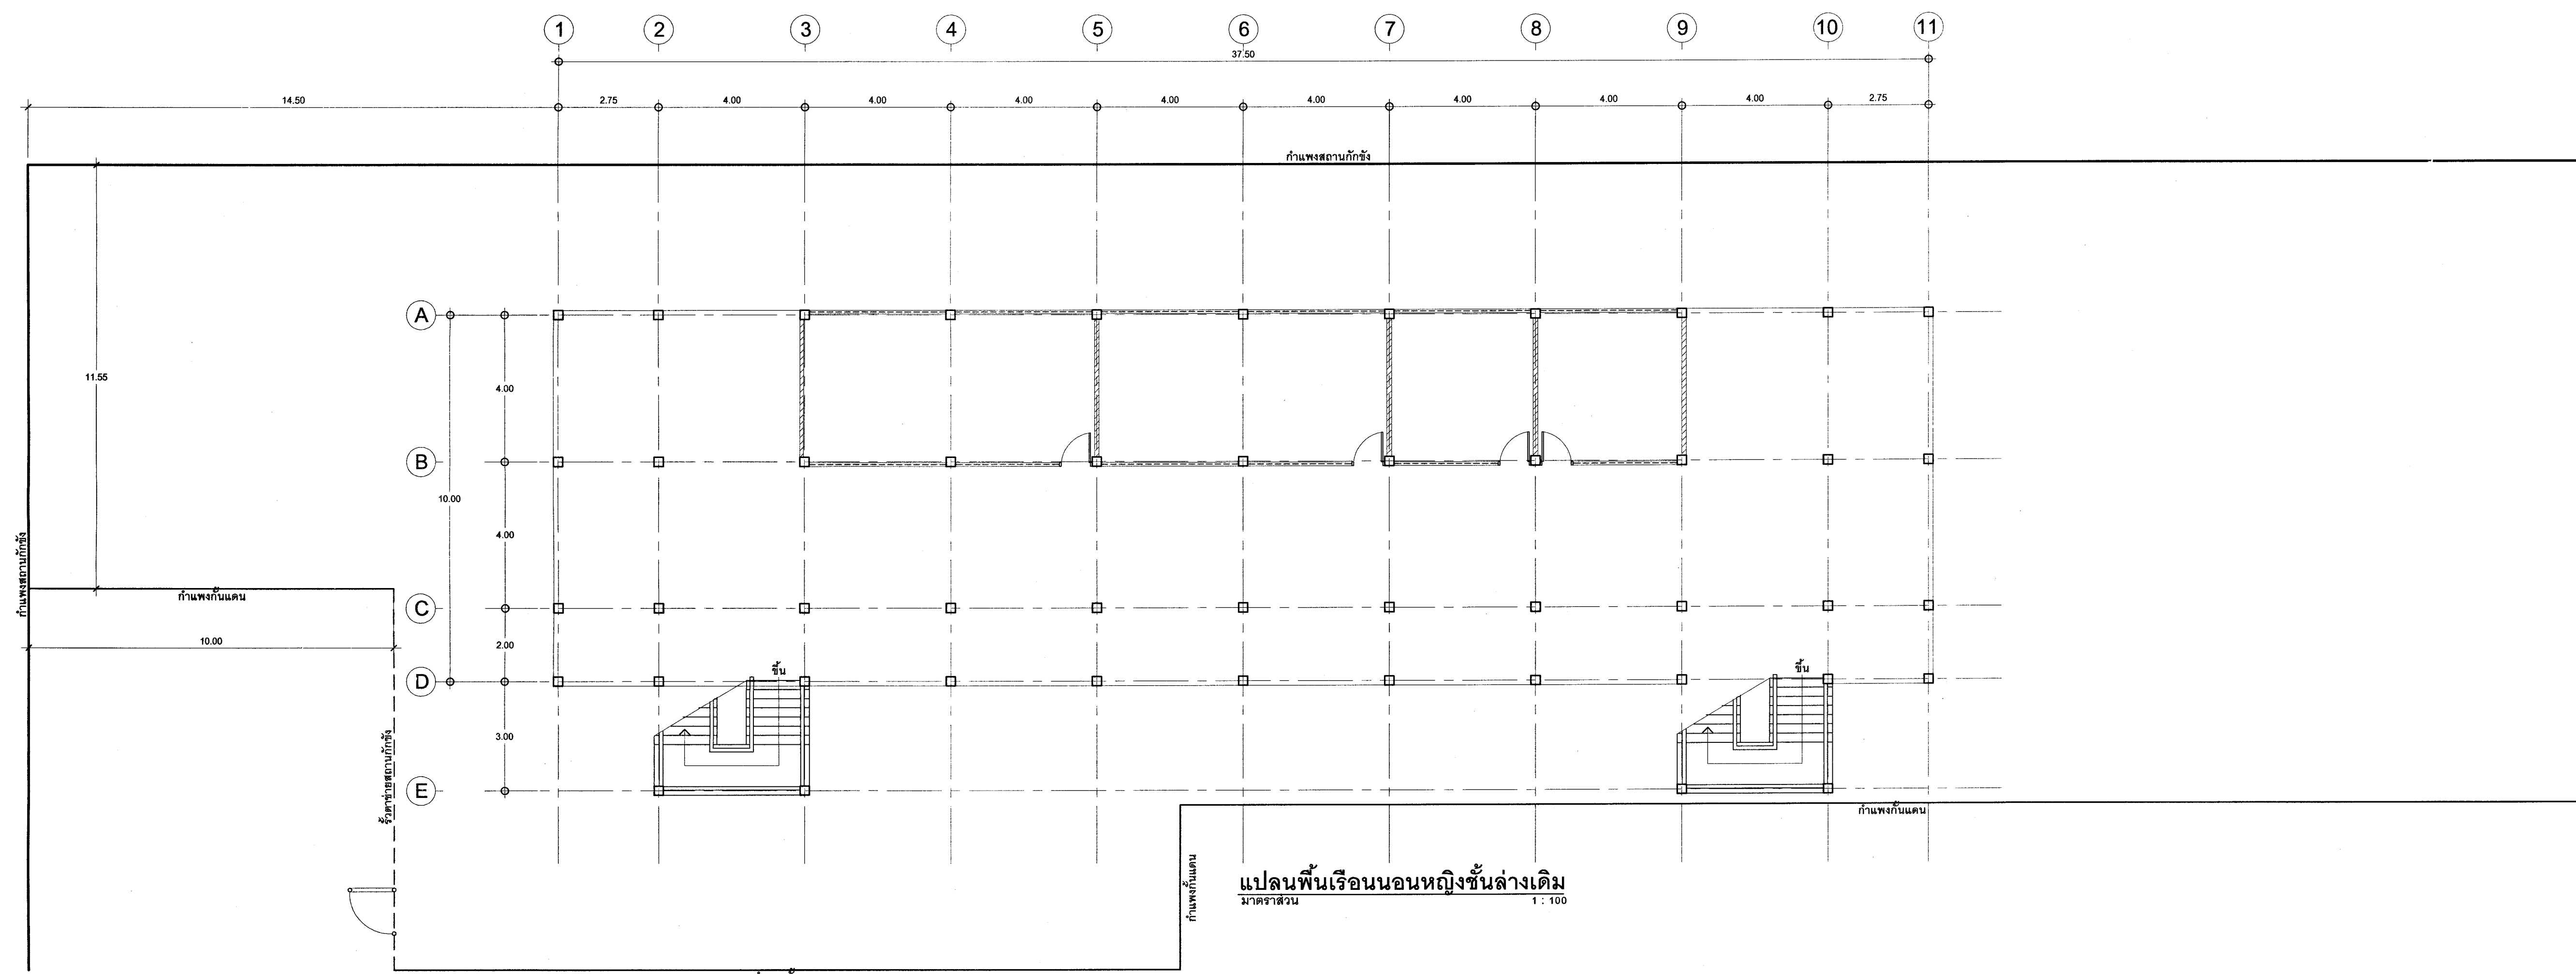 1 2 3 4 5 6 7 8 9 10 11
37.50
14.50 2.75 4.00 4.00 4.00 4.00 4.00 4.00 4.00 4.00 2.75
กำแพงสถานกักขัง
A
11.55
4.00
B
10.00
4.00
กำแพงสถานกักขัง
กำแพงกั้นแดน
C
10.00
2.00
ขึ้น
ขึ้น
D
3.00
รั้วตาข่ายสถานกักขัง
E
กำแพงกั้นแดน
กำแพงกั้นแดน
แปลนพื้นเรือนนอนหญิงชั้นล่างเดิม
มาตราส่วน 1 : 100